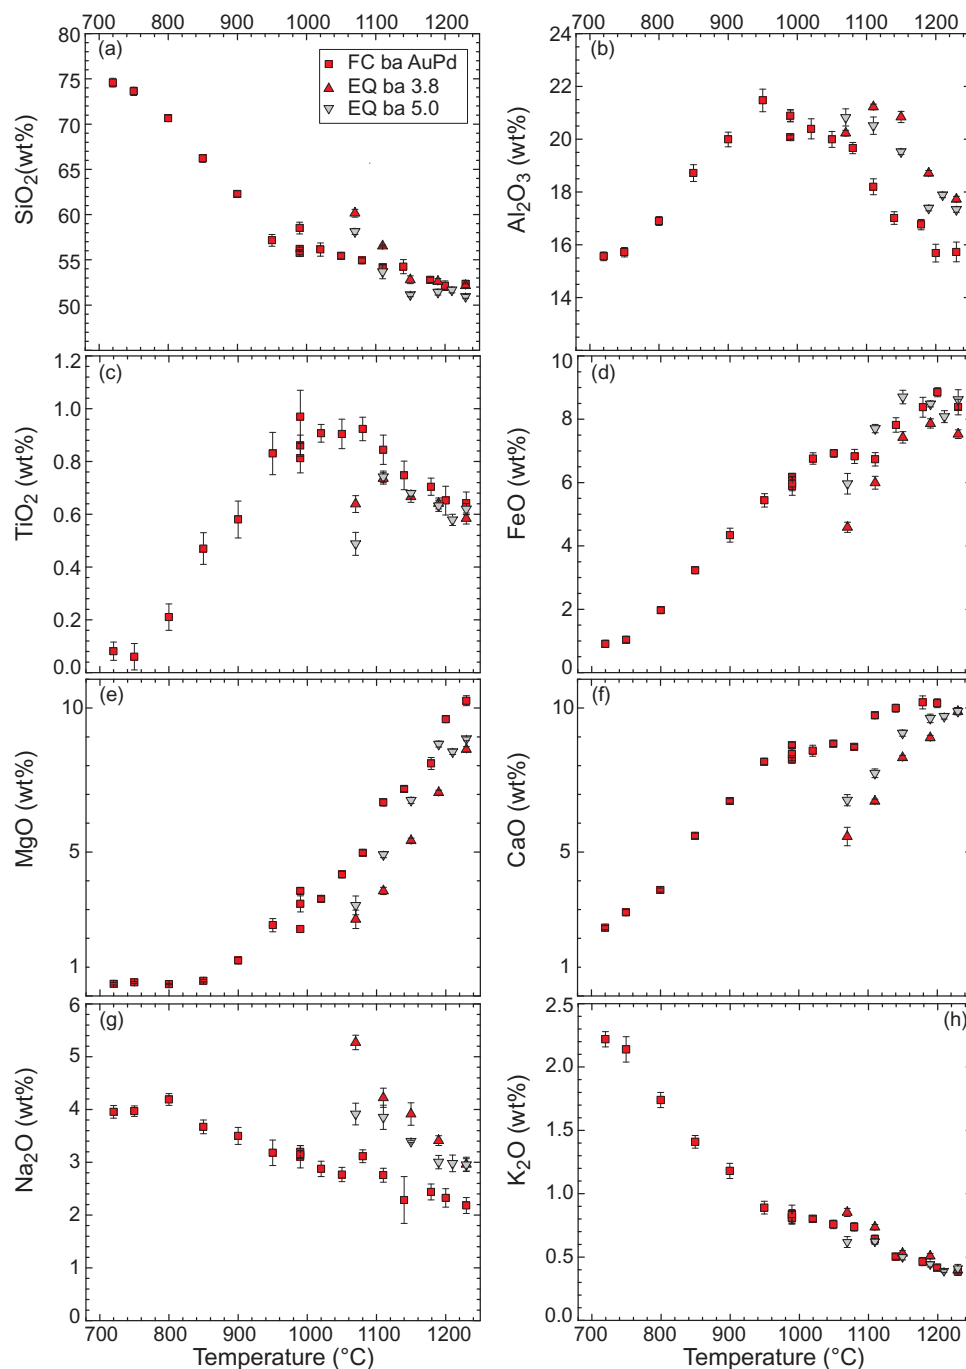 700 800 900 1000 1100 1200
700 800 900 1000 1100 1200
(a)
FC ba AuPd
EQ ba 3.8
EQ ba 5.0
80
75
70
65
60
55
50
SiO2(wt%)
(b)
24
22
20
18
16
14
Al2O3 (wt%)
(c)
1.2
1.0
0.8
0.6
0.4
0.2
0.0
TiO2 (wt%)
(d)
10
8
6
4
2
0
FeO (wt%)
(e)
10
5
1
MgO (wt%)
(f)
10
5
1
CaO (wt%)
(g)
6
5
4
3
2
1
0
Na2O (wt%)
(h)
2.5
2.0
1.5
1.0
0.5
0.0
K2O (wt%)
700 800 900 1000 1100 1200
700 800 900 1000 1100 1200
Temperature (°C)
Temperature (°C)